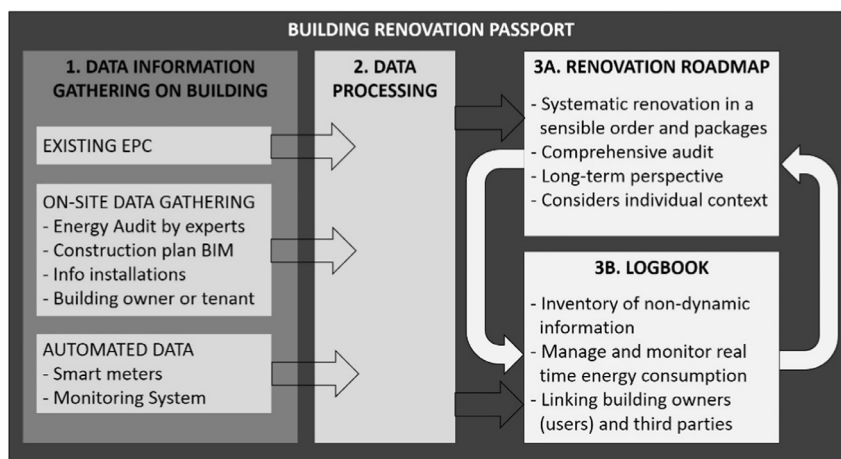 BUILDING RENOVATION PASSPORT
1. DATA INFORMATION
GATHERING ON BUILDING
EXISTING EPC
ON-SITE DATA GATHERING
- Energy Audit by experts
- Construction plan BIM
- Info installations
- Building owner or tenant
AUTOMATED DATA
- Smart meters
- Monitoring System
2. DATA
PROCESSING
3A. RENOVATION ROADMAP
- Systematic renovation in a
sensible order and packages
- Comprehensive audit
- Long-term perspective
- Considers individual context
3B. LOGBOOK
- Inventory of non-dynamic
information
- Manage and monitor real
time energy consumption
- Linking building owners
(users) and third parties